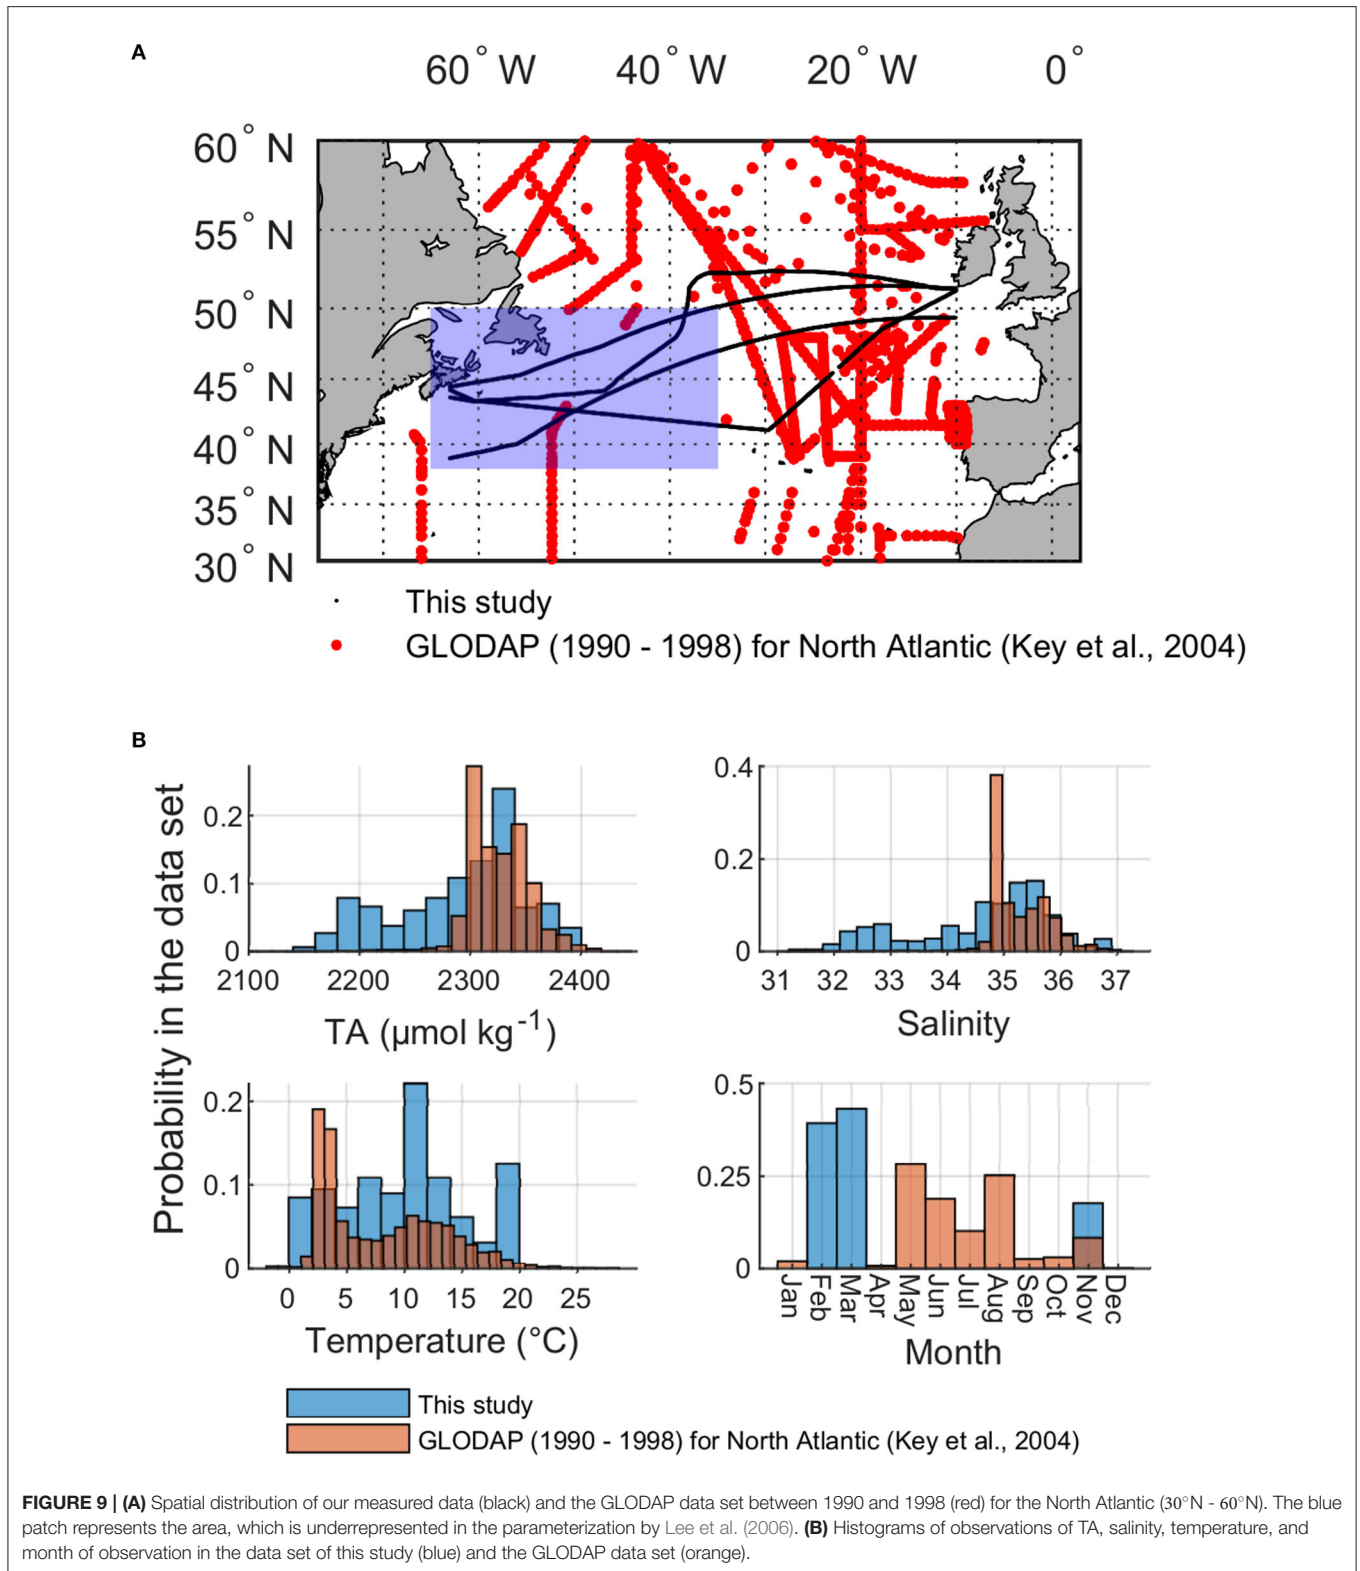 A
60° W 40° W 20° W 0°
60° N
55° N
50° N
45° N
40° N
35° N
30° N
This study
GLODAP (1990 - 1998) for North Atlantic (Key et al., 2004)
B
Probability in the data set
0.2
0.1
0
2100 2200 2300 2400
TA (µmol kg-1)
0.4
0.2
0
31 32 33 34 35 36 37
Salinity
0.2
0.1
0
0 5 10 15 20 25
Temperature (°C)
0.5
0.25
0
Jan Feb Mar Apr May Jun Jul Aug Sep Oct Nov Dec
Month
This study
GLODAP (1990 - 1998) for North Atlantic (Key et al., 2004)
FIGURE 9 | (A) Spatial distribution of our measured data (black) and the GLODAP data set between 1990 and 1998 (red) for the North Atlantic (30°N - 60°N). The blue
patch represents the area, which is underrepresented in the parameterization by Lee et al. (2006). (B) Histograms of observations of TA, salinity, temperature, and
month of observation in the data set of this study (blue) and the GLODAP data set (orange).